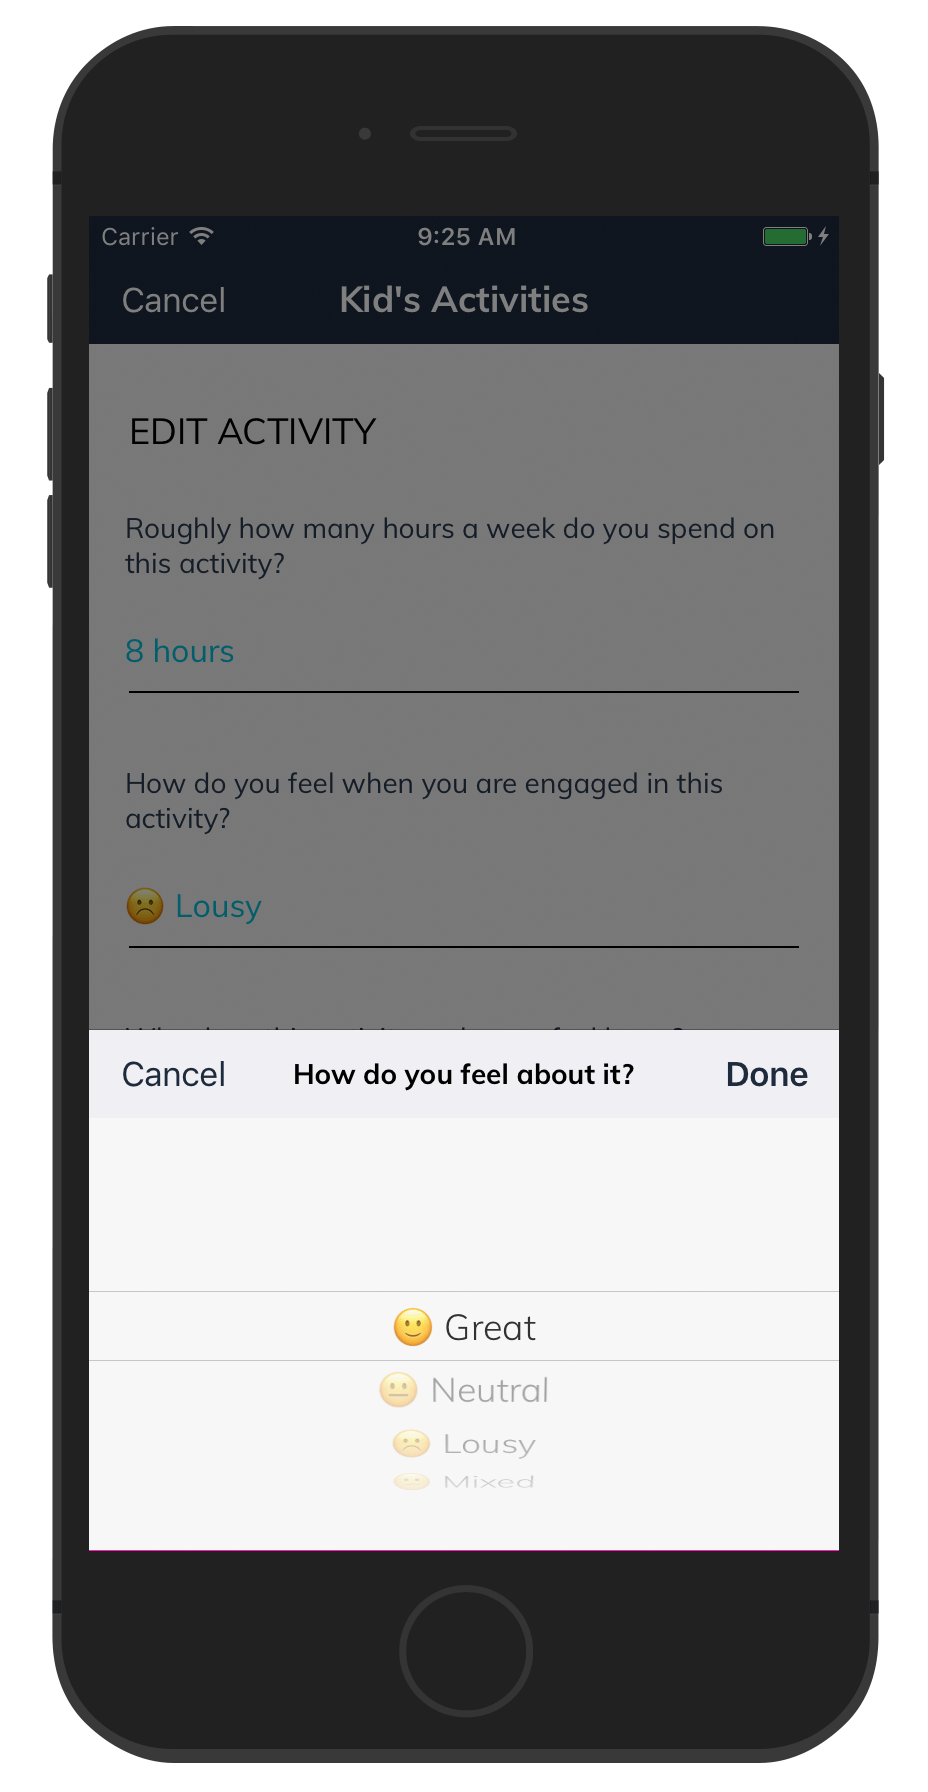 Carrier 9:25 AM
Cancel Kid's Activities
EDIT ACTIVITY
Roughly how many hours a week do you spend on
this activity?
8 hours
How do you feel when you are engaged in this
activity?
☹️ Lousy
Cancel How do you feel about it? Done
🙂 Great
😐 Neutral
☹️ Lousy
Mixed